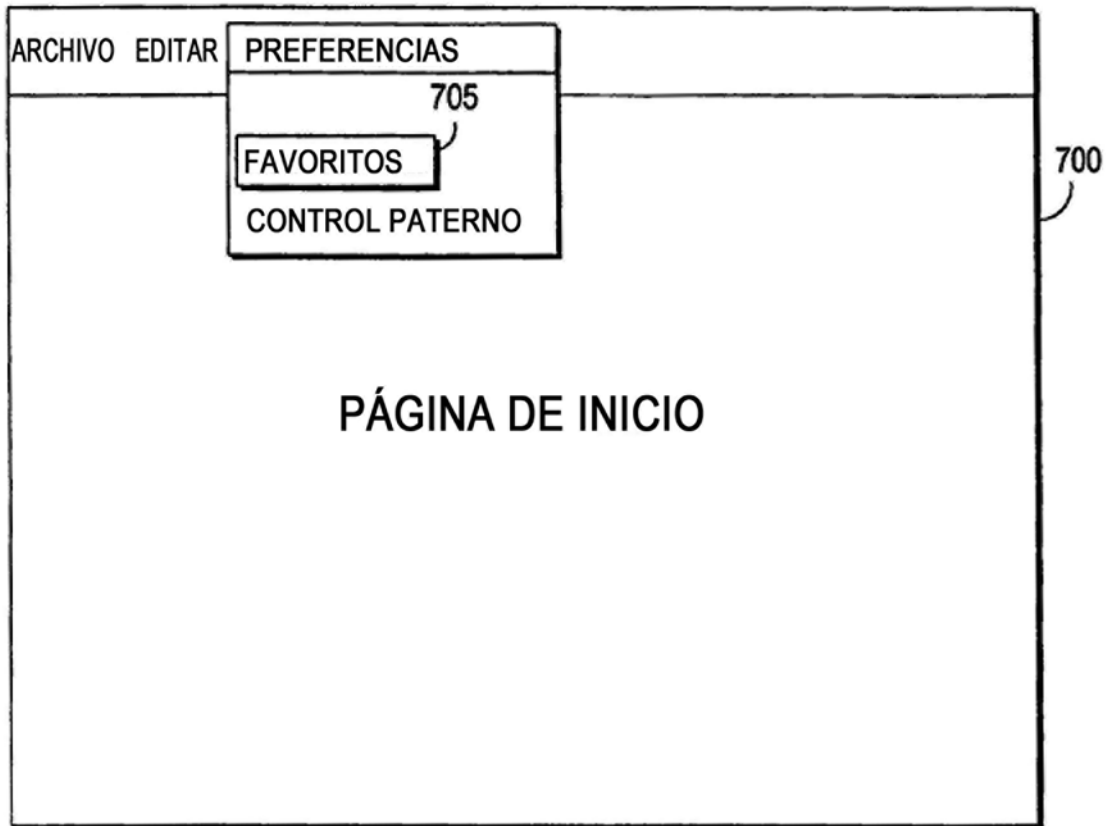 ARCHIVO EDITAR PREFERENCIAS
705
FAVORITOS
700
CONTROL PATERNO
PÁGINA DE INICIO